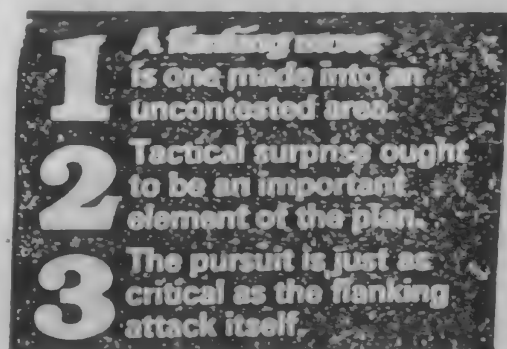 1 A flanking move
is one made into an
uncontested area.
2 Tactical surprise ought
to be an important
element of the plan.
3 The pursuit is just as
critical as the flanking
attack itself.